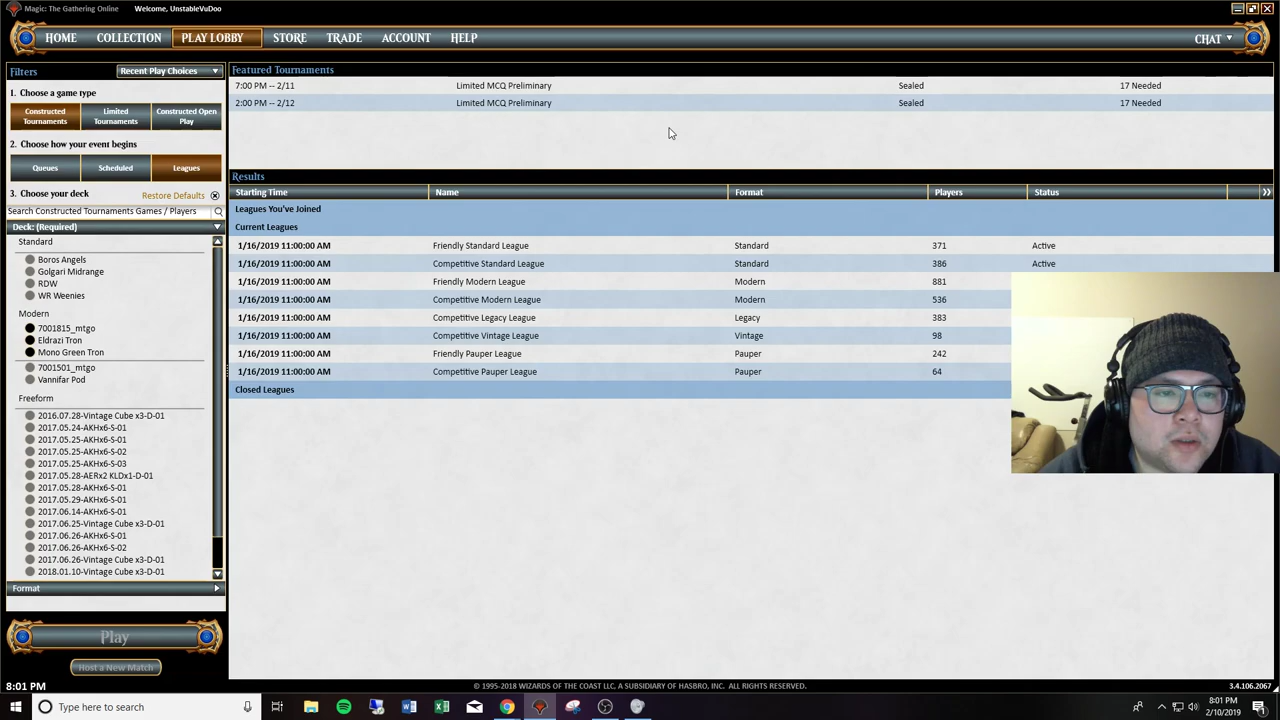 Magic: The Gathering Online Welcome, UnstableVuDoo
HOME COLLECTION PLAY LOBBY STORE TRADE ACCOUNT HELP CHAT
Filters Recent Play Choices
1. Choose a game type
Constructed Tournaments Limited Tournaments Constructed Open Play
2. Choose how your event begins
Queues Scheduled Leagues
3. Choose your deck Restore Defaults
Search Constructed Tournaments Games / Players
Deck: (Required)
Standard
Boros Angels
Golgari Midrange
RDW
WR Weenies
Modern
7001815_mtgo
Eldrazi Tron
Mono Green Tron
7001501_mtgo
Vannifar Pod
Freeform
2016.07.28-Vintage Cube x3-D-01
2017.05.24-AKHx6-S-01
2017.05.25-AKHx6-S-01
2017.05.25-AKHx6-S-02
2017.05.25-AKHx6-S-03
2017.05.28-AERx2 KLDx1-D-01
2017.05.28-AKHx6-S-01
2017.05.29-AKHx6-S-01
2017.06.14-AKHx6-S-01
2017.06.25-Vintage Cube x3-D-01
2017.06.26-AKHx6-S-01
2017.06.26-AKHx6-S-02
2017.06.26-Vintage Cube x3-D-01
2018.01.10-Vintage Cube x3-D-01
Format
Play
Host a New Match
8:01 PM
Featured Tournaments
7:00 PM -- 2/11 Limited MCQ Preliminary Sealed 17 Needed
2:00 PM -- 2/12 Limited MCQ Preliminary Sealed 17 Needed
Results
Starting Time Name Format Players Status
Leagues You've Joined
Current Leagues
1/16/2019 11:00:00 AM Friendly Standard League Standard 371 Active
1/16/2019 11:00:00 AM Competitive Standard League Standard 386 Active
1/16/2019 11:00:00 AM Friendly Modern League Modern 881
1/16/2019 11:00:00 AM Competitive Modern League Modern 536
1/16/2019 11:00:00 AM Competitive Legacy League Legacy 383
1/16/2019 11:00:00 AM Competitive Vintage League Vintage 98
1/16/2019 11:00:00 AM Friendly Pauper League Pauper 242
1/16/2019 11:00:00 AM Competitive Pauper League Pauper 64
Closed Leagues
© 1995-2018 WIZARDS OF THE COAST LLC, A SUBSIDIARY OF HASBRO, INC. ALL RIGHTS RESERVED. 3.4.106.2067
Type here to search
8:01 PM
2/10/2019